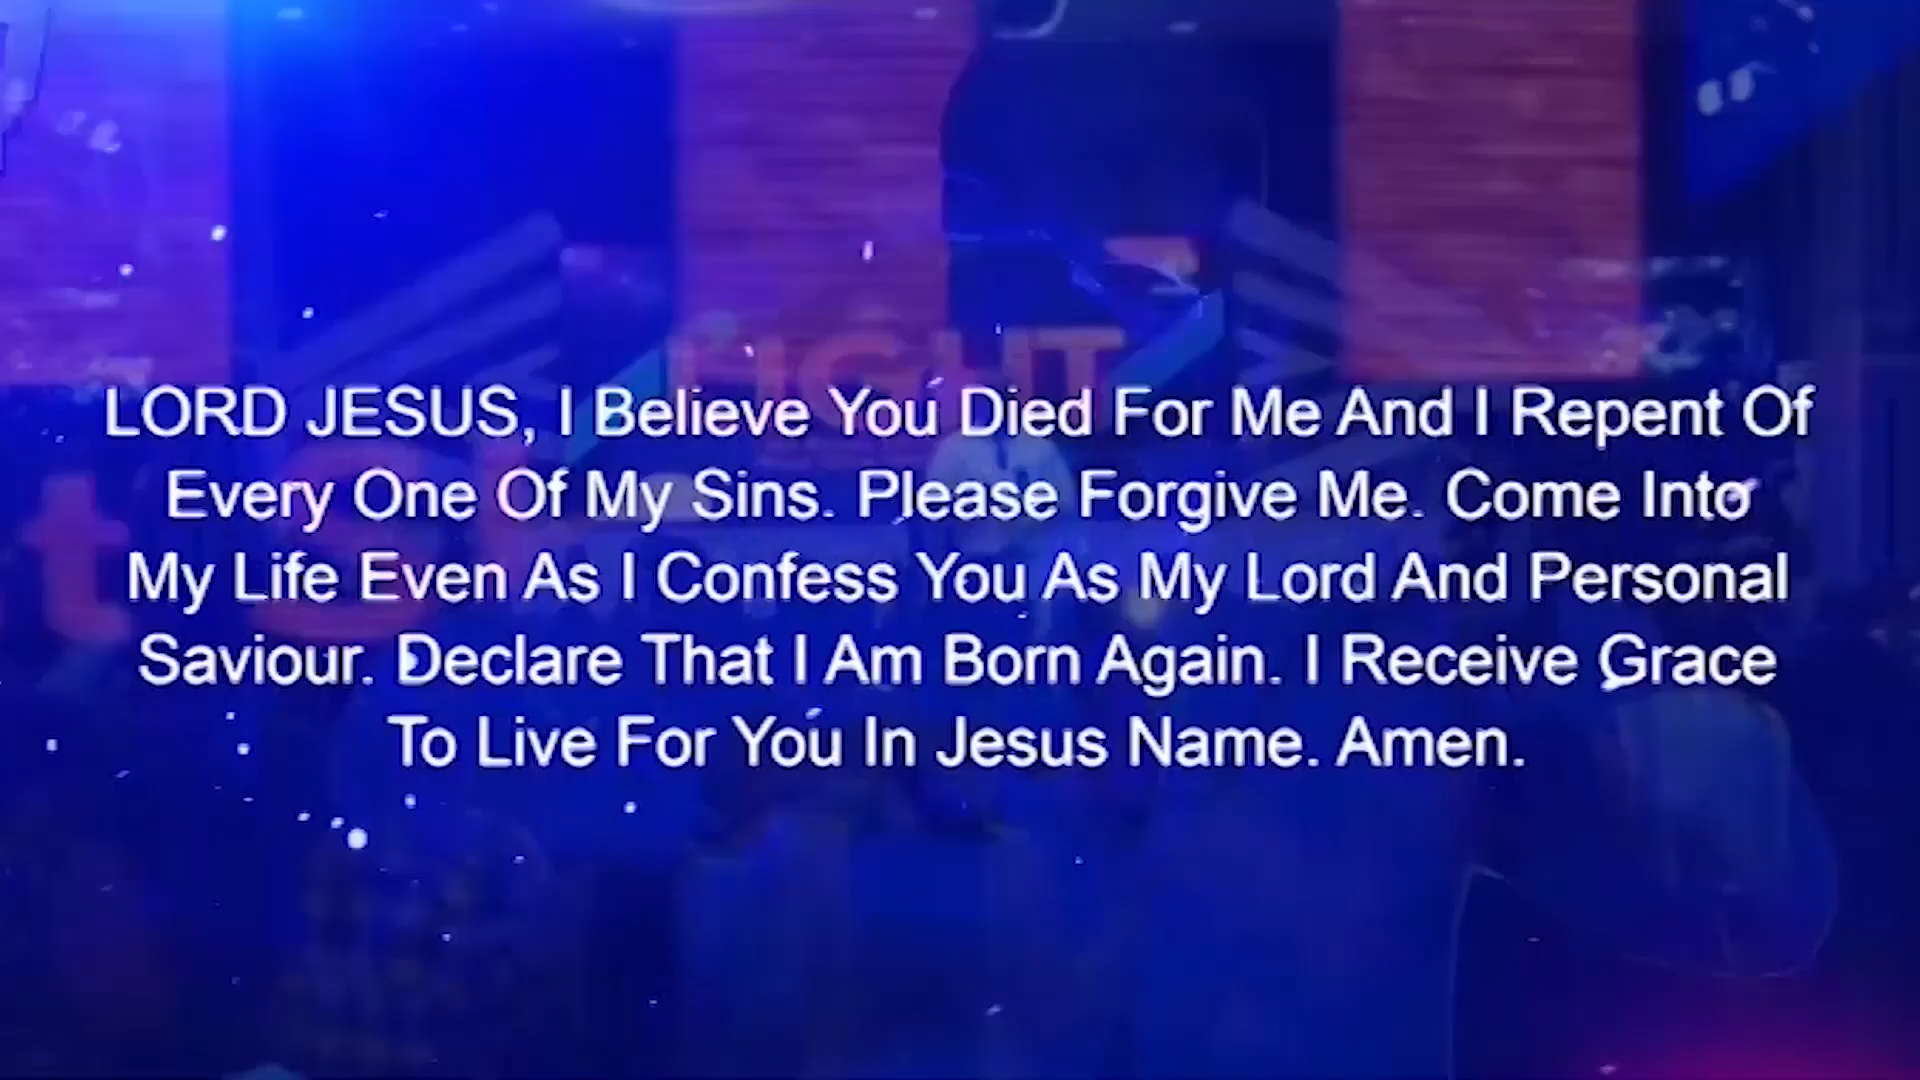 LIGHT
LORD JESUS, I Believe You Died For Me And I Repent Of
Every One Of My Sins. Please Forgive Me. Come Into
My Life Even As I Confess You As My Lord And Personal
Saviour. Declare That I Am Born Again. I Receive Grace
To Live For You In Jesus Name. Amen.